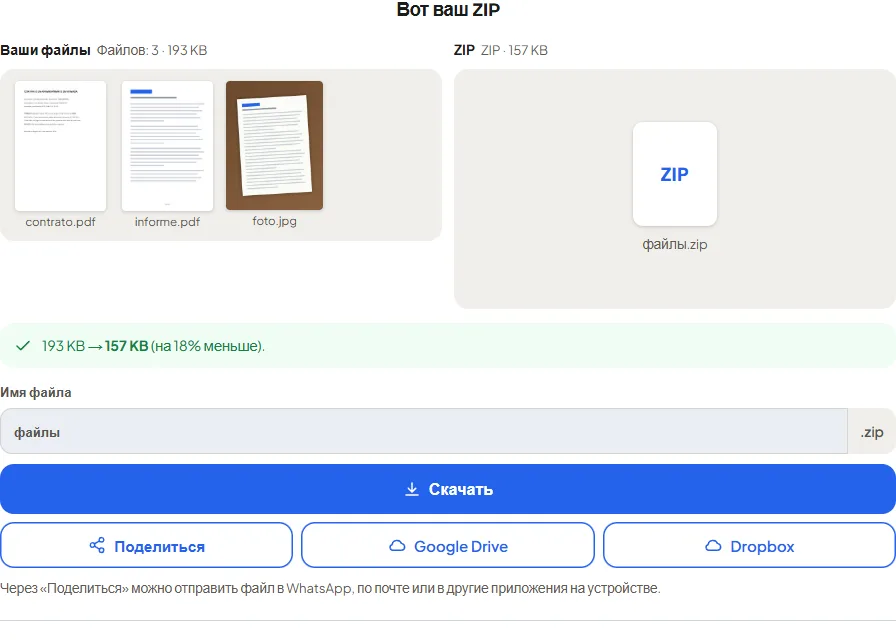 Вот ваш ZIP
Ваши файлы Файлов: 3 · 193 KB
contrato.pdf
informe.pdf
foto.jpg
ZIP ZIP · 157 KB
ZIP
файлы.zip
193 KB → 157 KB (на 18% меньше).
Имя файла
файлы
.zip
Скачать
Поделиться
Google Drive
Dropbox
Через «Поделиться» можно отправить файл в WhatsApp, по почте или в другие приложения на устройстве.